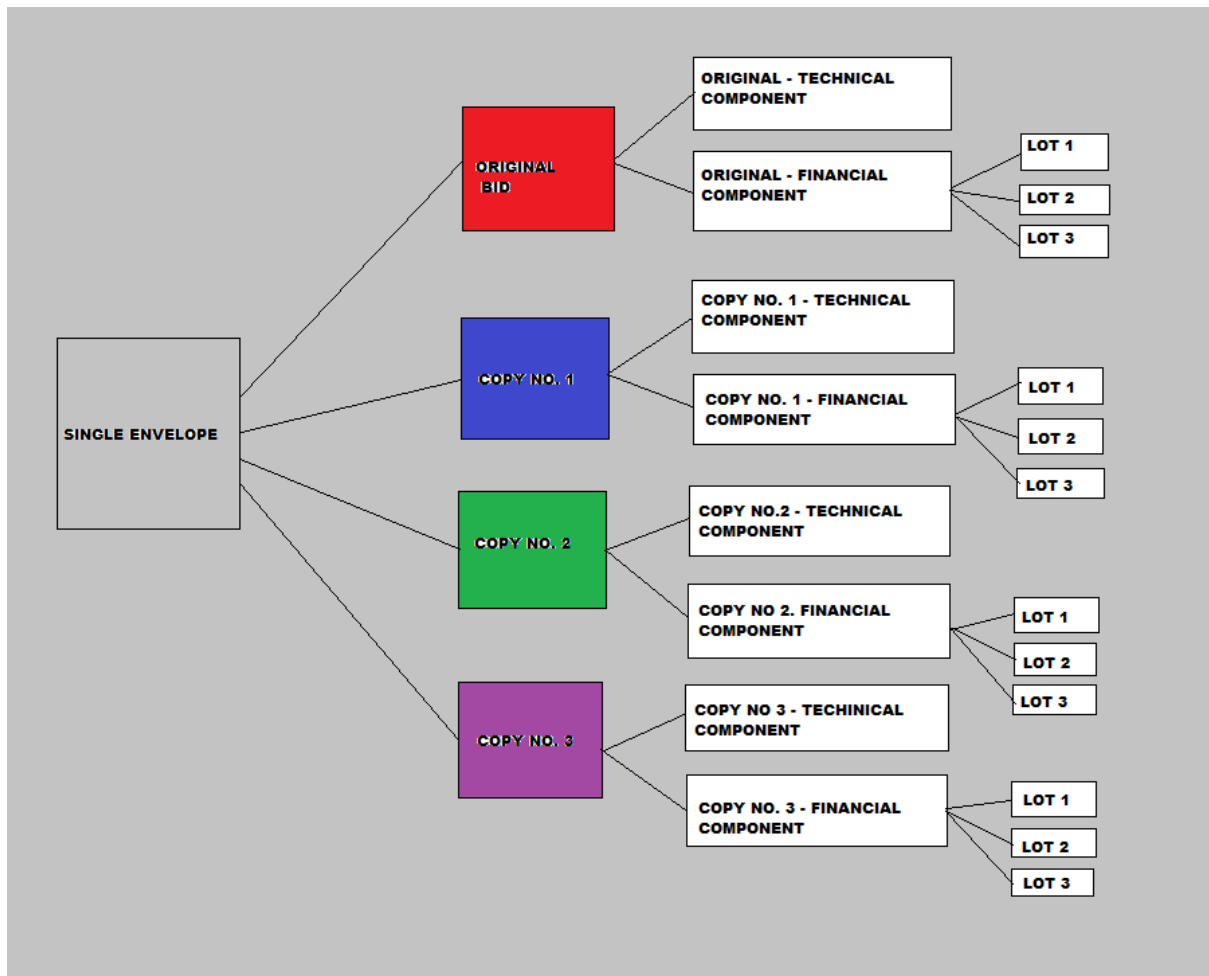 SINGLE ENVELOPE
ORIGINAL
BID
ORIGINAL - TECHNICAL
COMPONENT
ORIGINAL - FINANCIAL
COMPONENT
LOT 1
LOT 2
LOT 3
COPY NO. 1
COPY NO. 1 - TECHNICAL
COMPONENT
COPY NO. 1 - FINANCIAL
COMPONENT
LOT 1
LOT 2
LOT 3
COPY NO. 2
COPY NO.2 - TECHNICAL
COMPONENT
COPY NO 2. FINANCIAL
COMPONENT
LOT 1
LOT 2
LOT 3
COPY NO. 3
COPY NO 3 - TECHINICAL
COMPONENT
COPY NO. 3 - FINANCIAL
COMPONENT
LOT 1
LOT 2
LOT 3